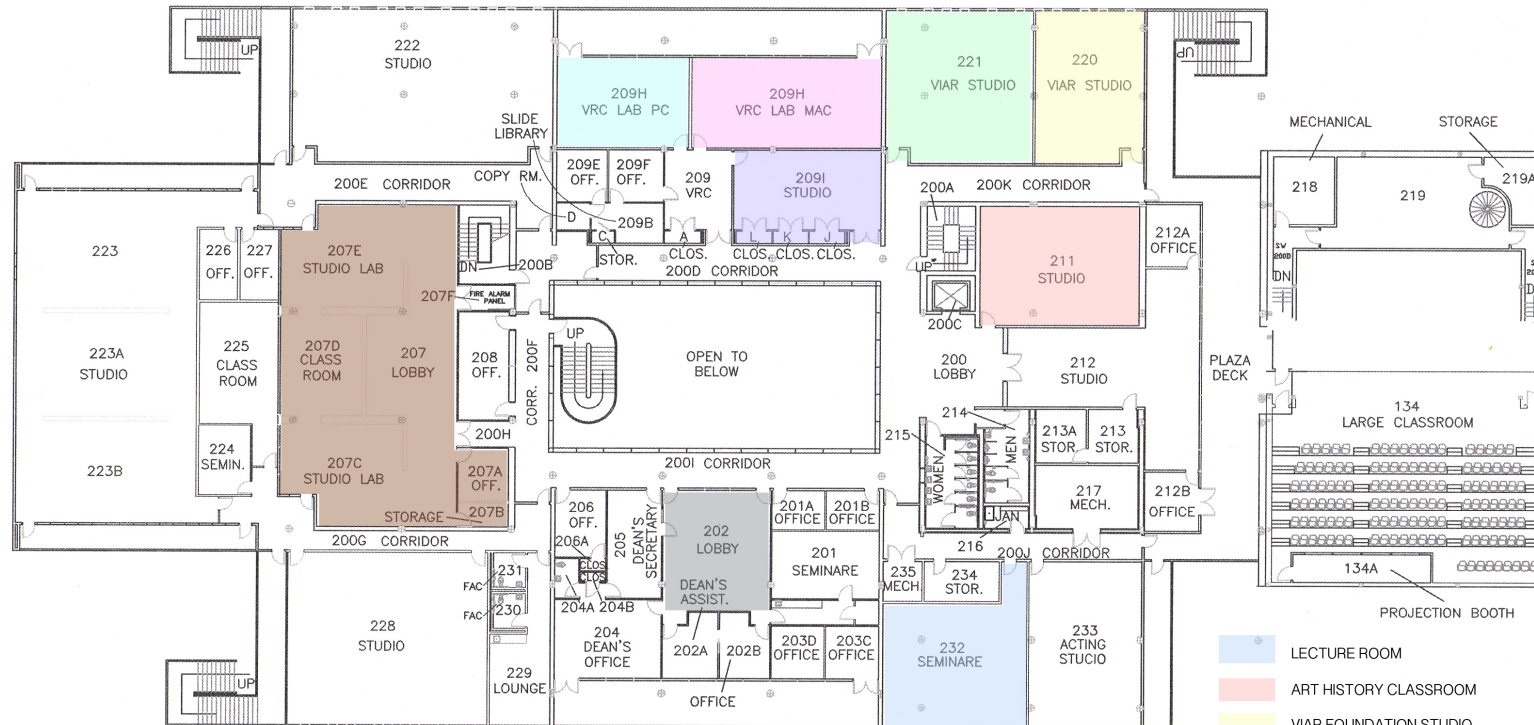 UP
222
STUDIO
209H
VRC LAB PC
209H
VRC LAB MAC
221
VIAR STUDIO
220
VIAR STUDIO
UP
MECHANICAL
STORAGE
SLIDE
LIBRARY
COPY RM.
209E
OFF.
209F
OFF.
209
VRC
209I
STUDIO
200E CORRIDOR
200A
200K CORRIDOR
218
219
219A
D
209B
C
STOR.
A
CLOS.
L
CLOS.
K
CLOS.
J
CLOS.
212A
OFFICE
223
226
OFF.
227
OFF.
207E
STUDIO LAB
DN
200B
200D CORRIDOR
UP
211
STUDIO
SW
200D
DN
207F
FIRE ALARM
PANEL
200C
223A
STUDIO
225
CLASS
ROOM
207D
CLASS
ROOM
207
LOBBY
208
OFF.
CORR. 200F
UP
OPEN TO
BELOW
200
LOBBY
212
STUDIO
PLAZA
DECK
134
LARGE CLASSROOM
200H
214
215
WOMEN
MEN
213A
STOR.
213
STOR.
224
SEMIN.
223B
207C
STUDIO LAB
207A
OFF.
207B
STORAGE
200I CORRIDOR
217
MECH.
212B
OFFICE
206
OFF.
206A
205
DEAN'S
SECRETARY
202
LOBBY
201A
OFFICE
201B
OFFICE
JAN
216
200G CORRIDOR
200J CORRIDOR
231
FAC
230
FAC
CLOS
CLOS
204A
204B
DEAN'S
ASSIST.
201
SEMINARE
235
MECH.
234
STOR.
134A
PROJECTION BOOTH
228
STUDIO
204
DEAN'S
OFFICE
202A
202B
OFFICE
203D
OFFICE
203C
OFFICE
232
SEMINARE
233
ACTING
STUCIO
229
LOUNGE
UP
LECTURE ROOM
ART HISTORY CLASSROOM
VIAR FOUNDATION STUDIO